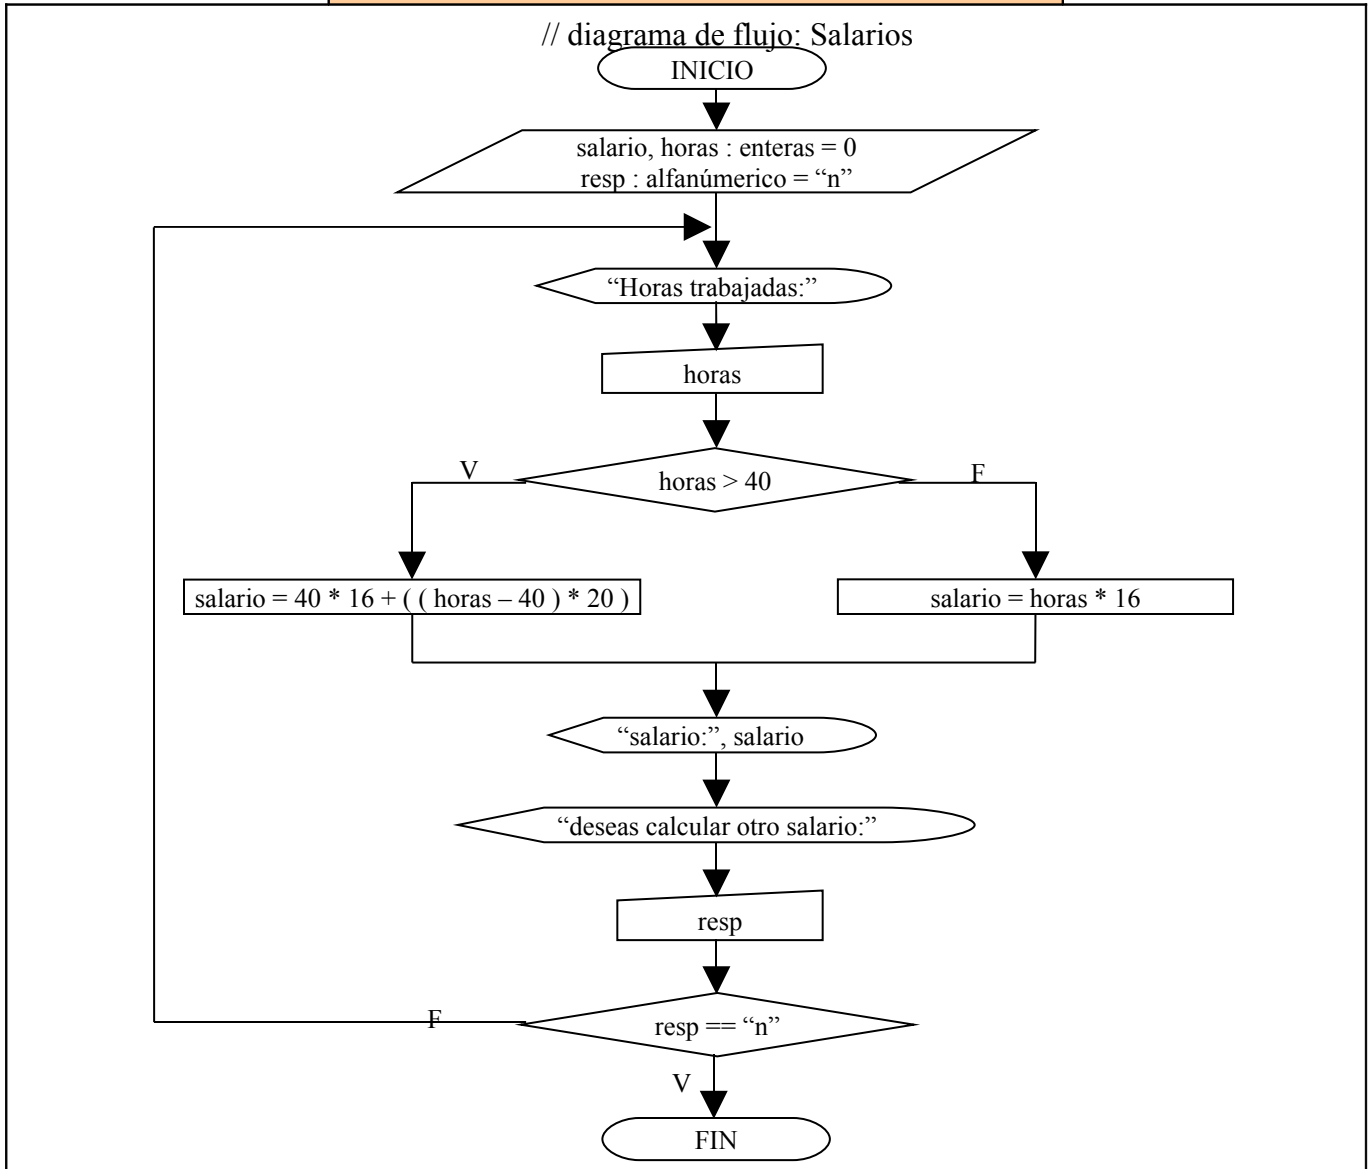 // diagrama de flujo: Salarios
INICIO
salario, horas : enteras = 0
resp : alfanúmerico = “n”
“Horas trabajadas:”
horas
V
horas > 40
F
salario = 40 * 16 + ( ( horas – 40 ) * 20 )
salario = horas * 16
“salario:”, salario
“deseas calcular otro salario:”
resp
F
resp == “n”
V
FIN